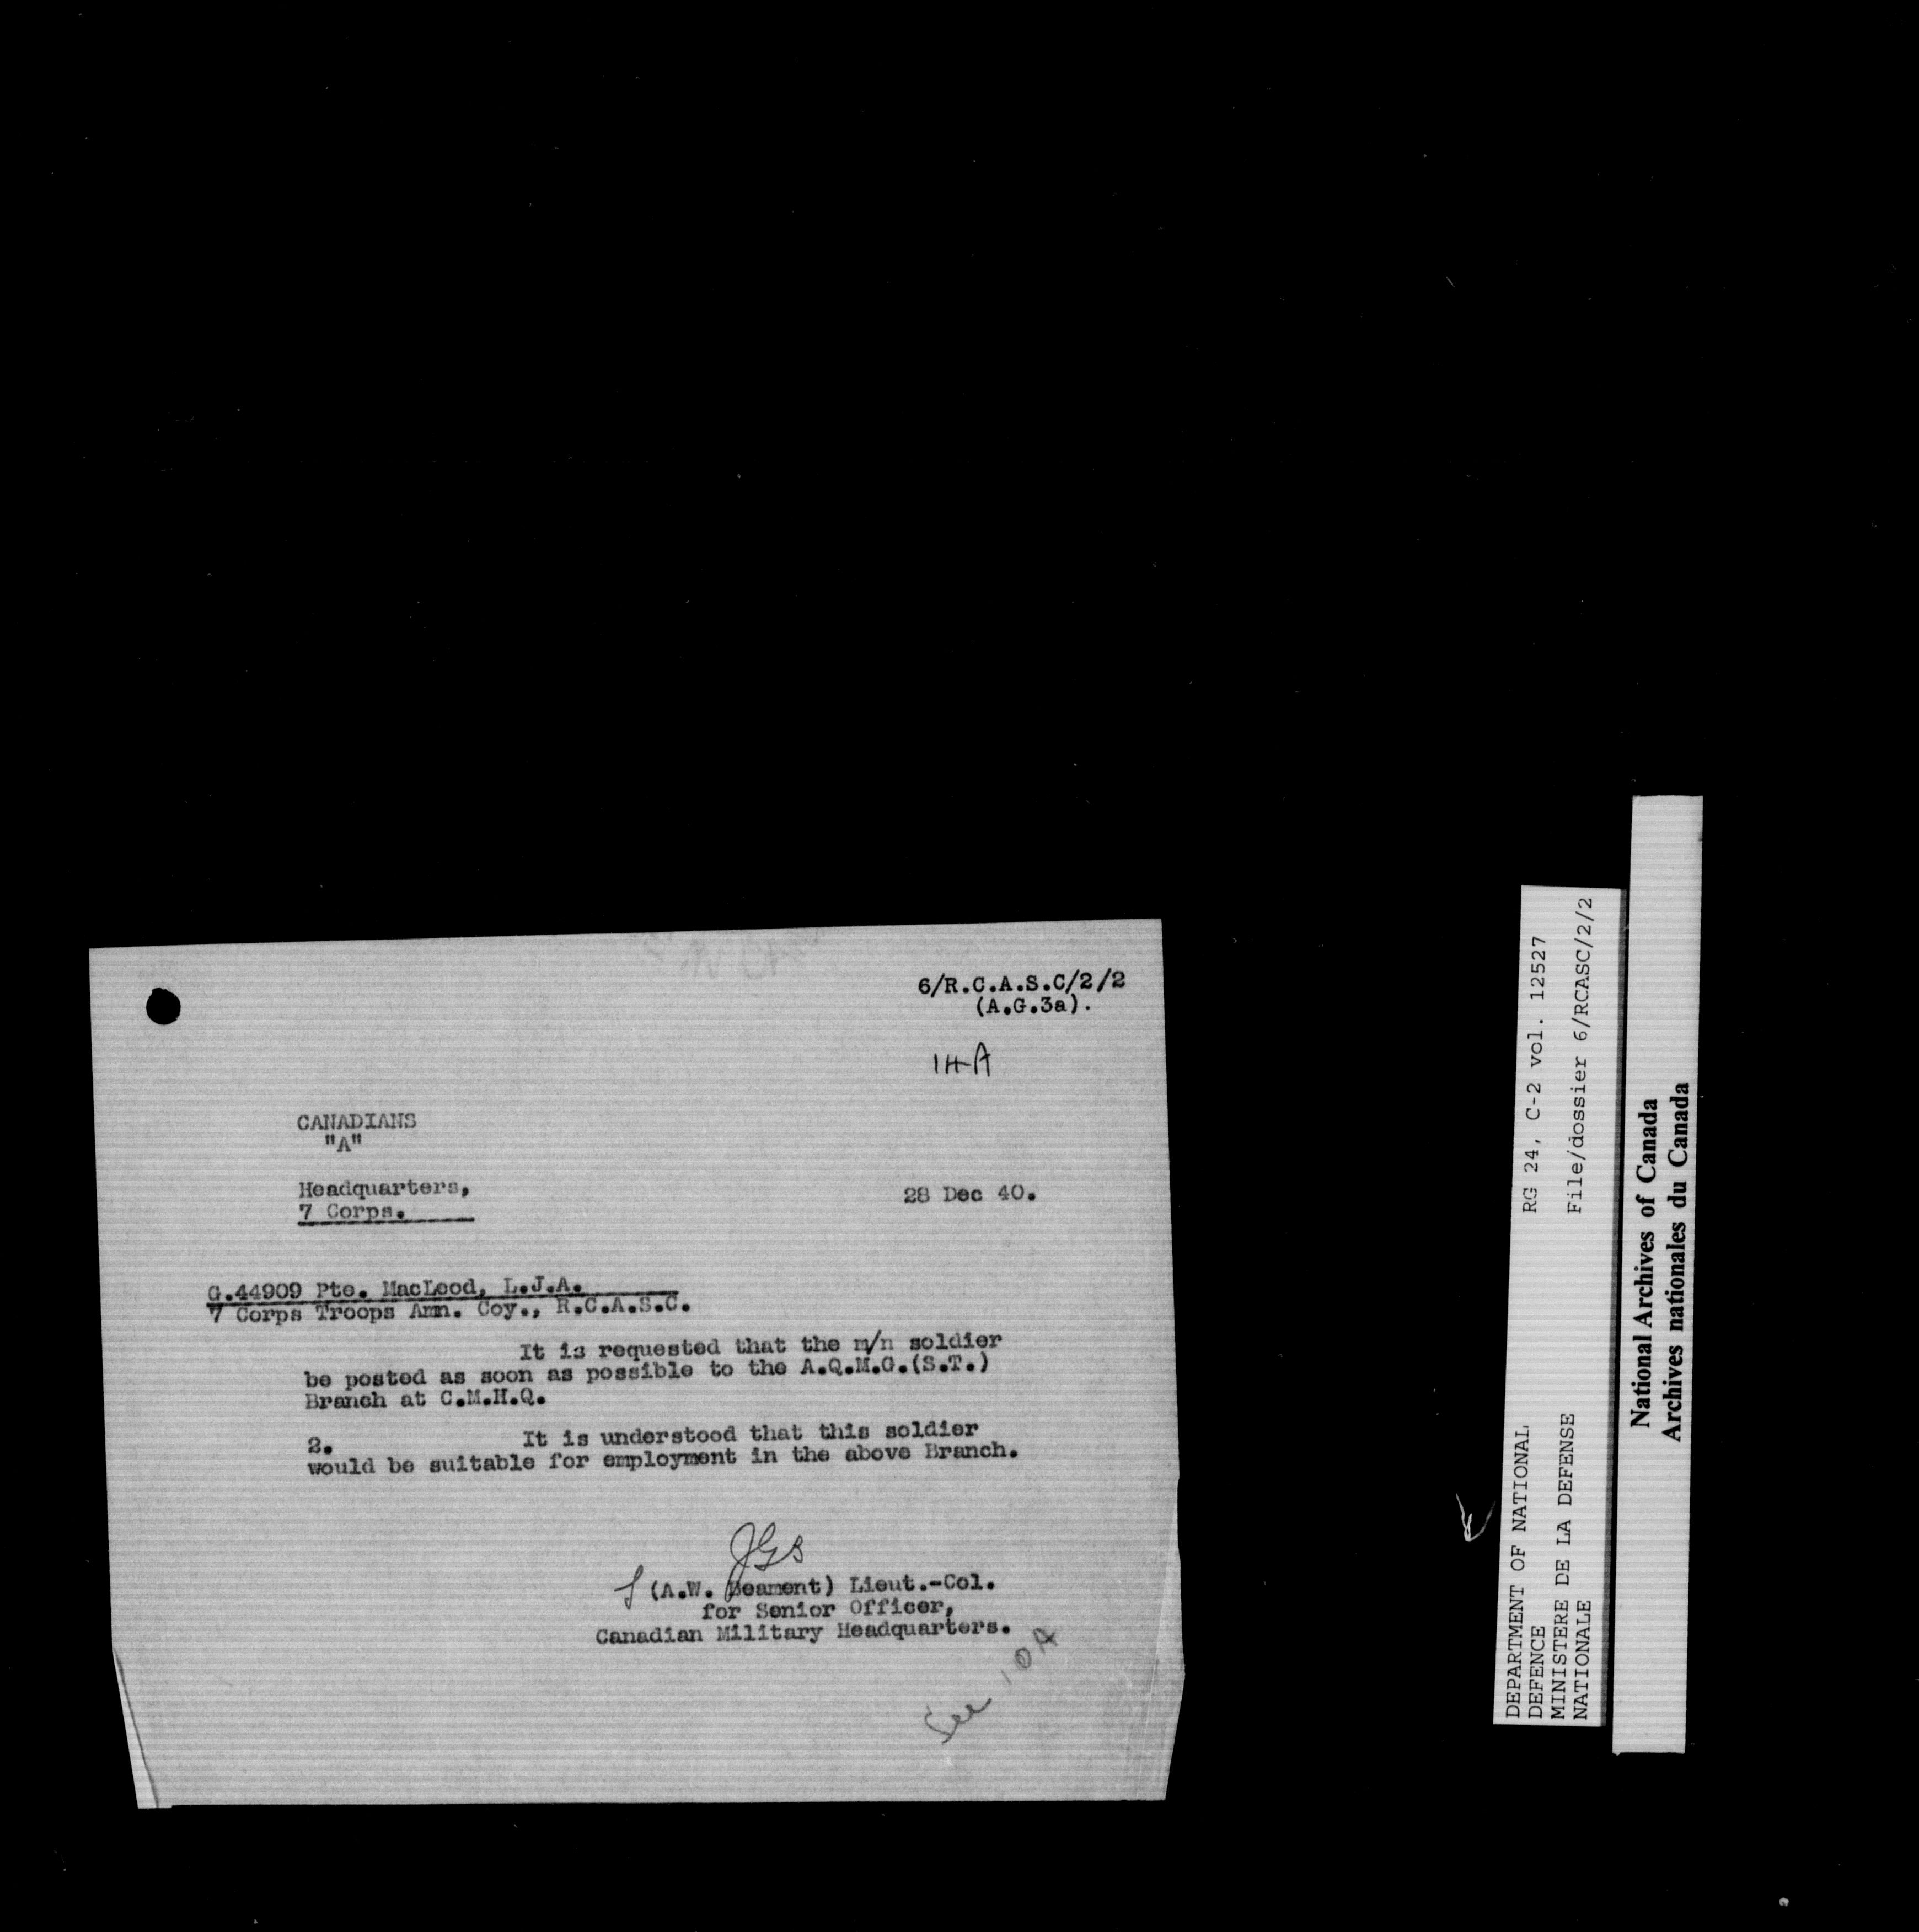 6/R.C.A.S.C/2/2
(A.G.3a).
14A
CANADIANS
"A"
Headquarters,
7 Corps.
28 Dec 40.
G.44909 Pte. MacLeod, L.J.A.
7 Corps Troops Amn. Coy., R.C.A.S.C.
It is requested that the m/n soldier
be posted as soon as possible to the A.Q.M.G.(S.T.)
Branch at C.M.H.Q.
2. It is understood that this soldier
would be suitable for employment in the above Branch.
JGB
f (A.W. Beament) Lieut.-Col.
for Senior Officer,
Canadian Military Headquarters.
See 10A
DEPARTMENT OF NATIONAL RG 24, C-2 vol. 12527
DEFENCE
MINISTERE DE LA DEFENSE File/dossier 6/RCASC/2/2
NATIONALE
National Archives of Canada
Archives nationales du Canada